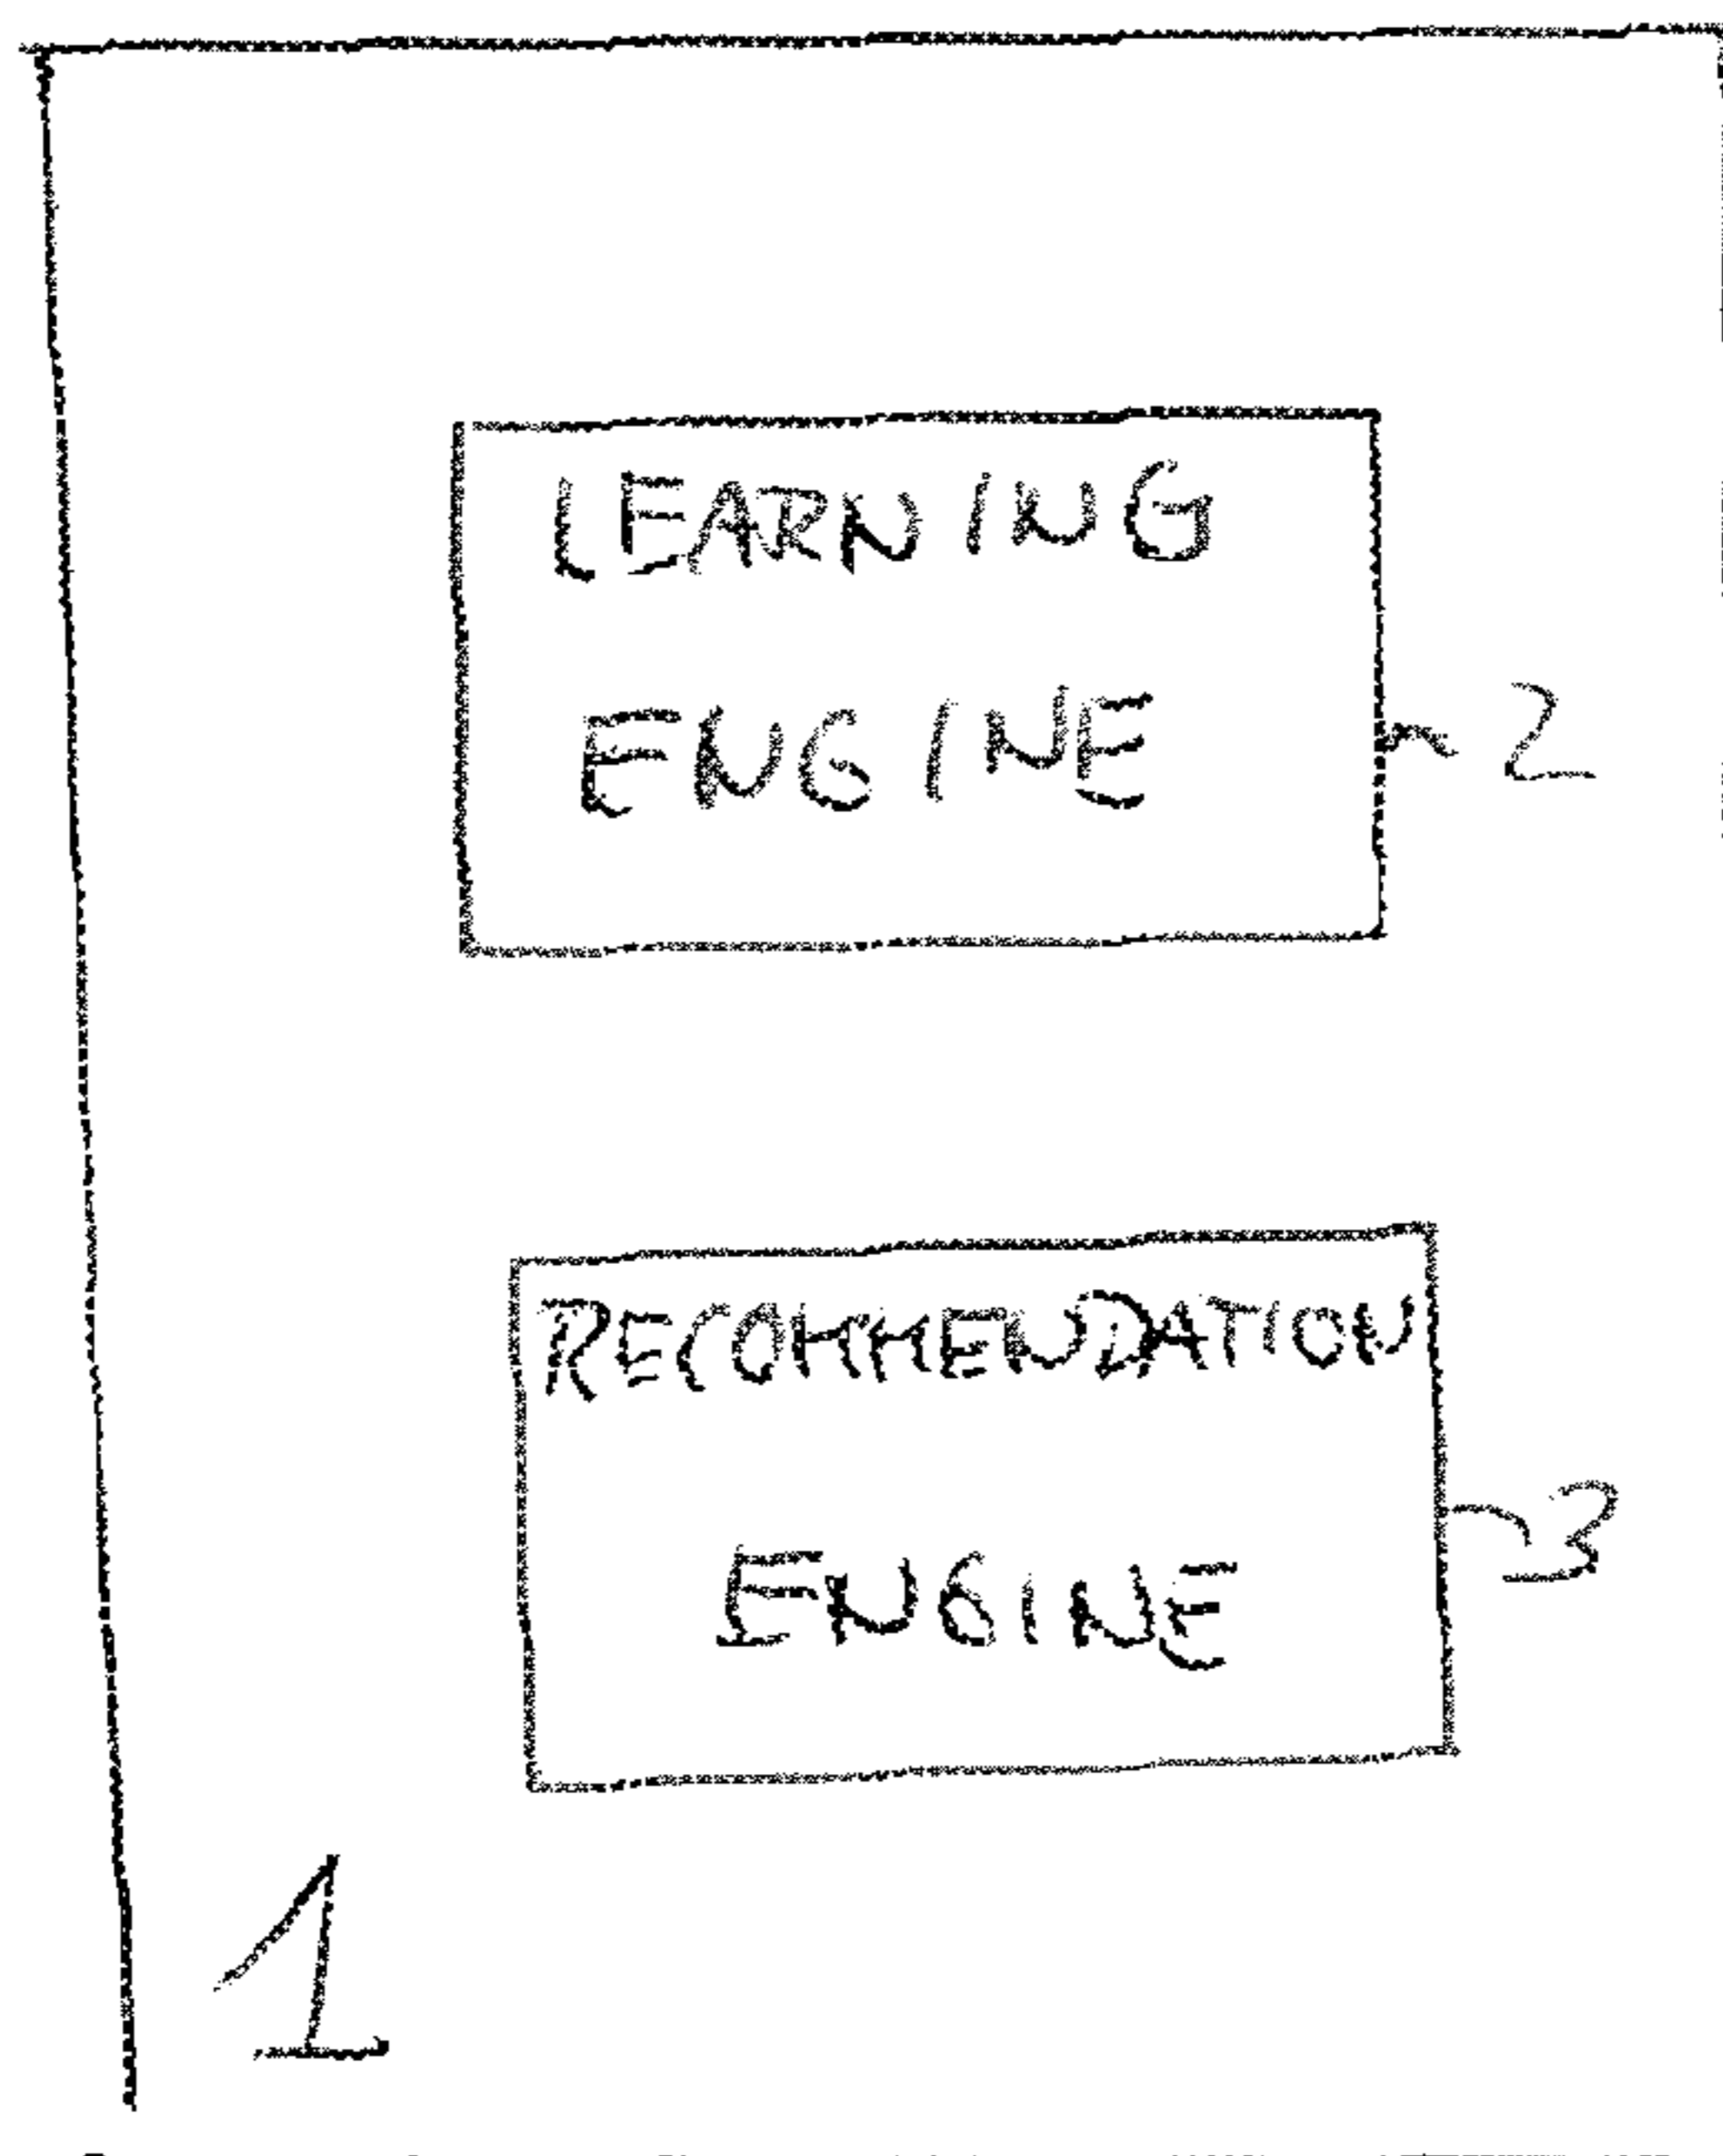 LEARNING
ENGINE
2
RECOMMENDATION
ENGINE
3
1